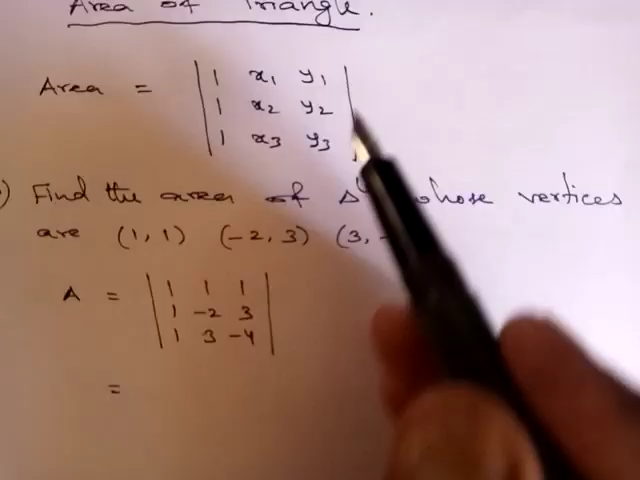 Area of Triangle.
Area = | 1 x₁ y₁ |
| 1 x₂ y₂ |
| 1 x₃ y₃ |
) Find the area of Δ whose vertices
are (1, 1) (-2, 3) (3, -
A = | 1 1 1 |
| 1 -2 3 |
| 1 3 -4 |
=